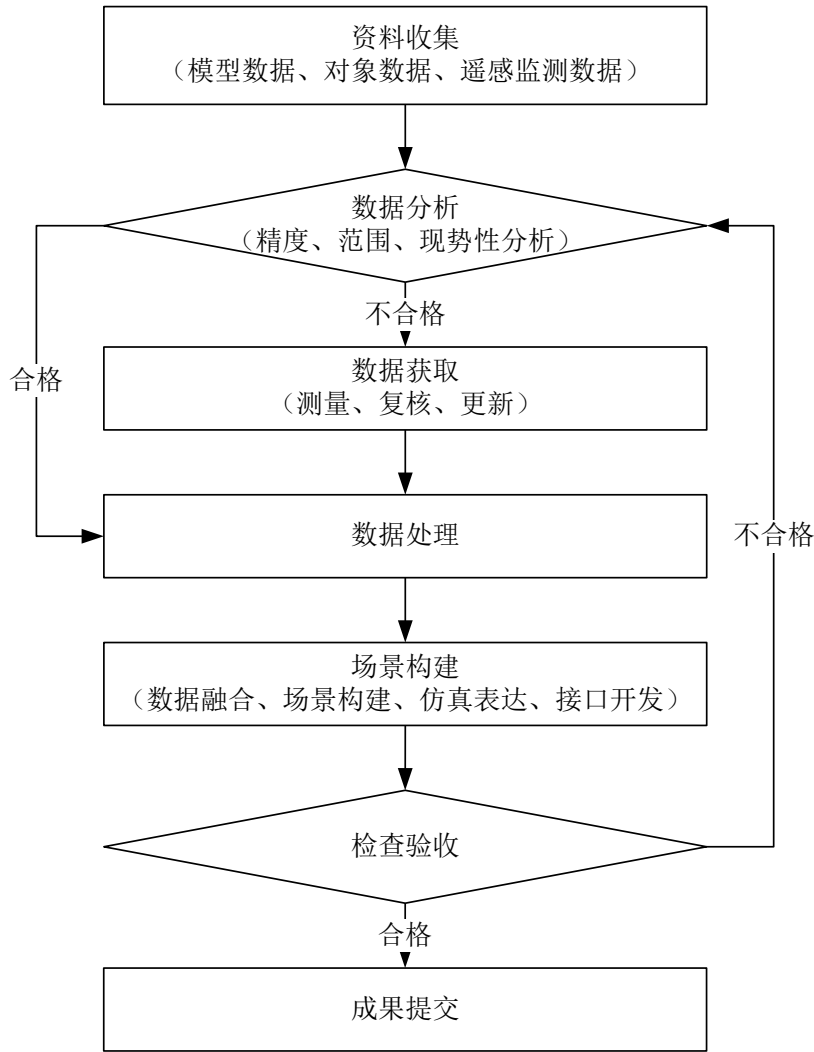 资料收集
（模型数据、对象数据、遥感监测数据）
数据分析
（精度、范围、现势性分析）
不合格
数据获取
（测量、复核、更新）
合格
数据处理
不合格
场景构建
（数据融合、场景构建、仿真表达、接口开发）
检查验收
合格
成果提交